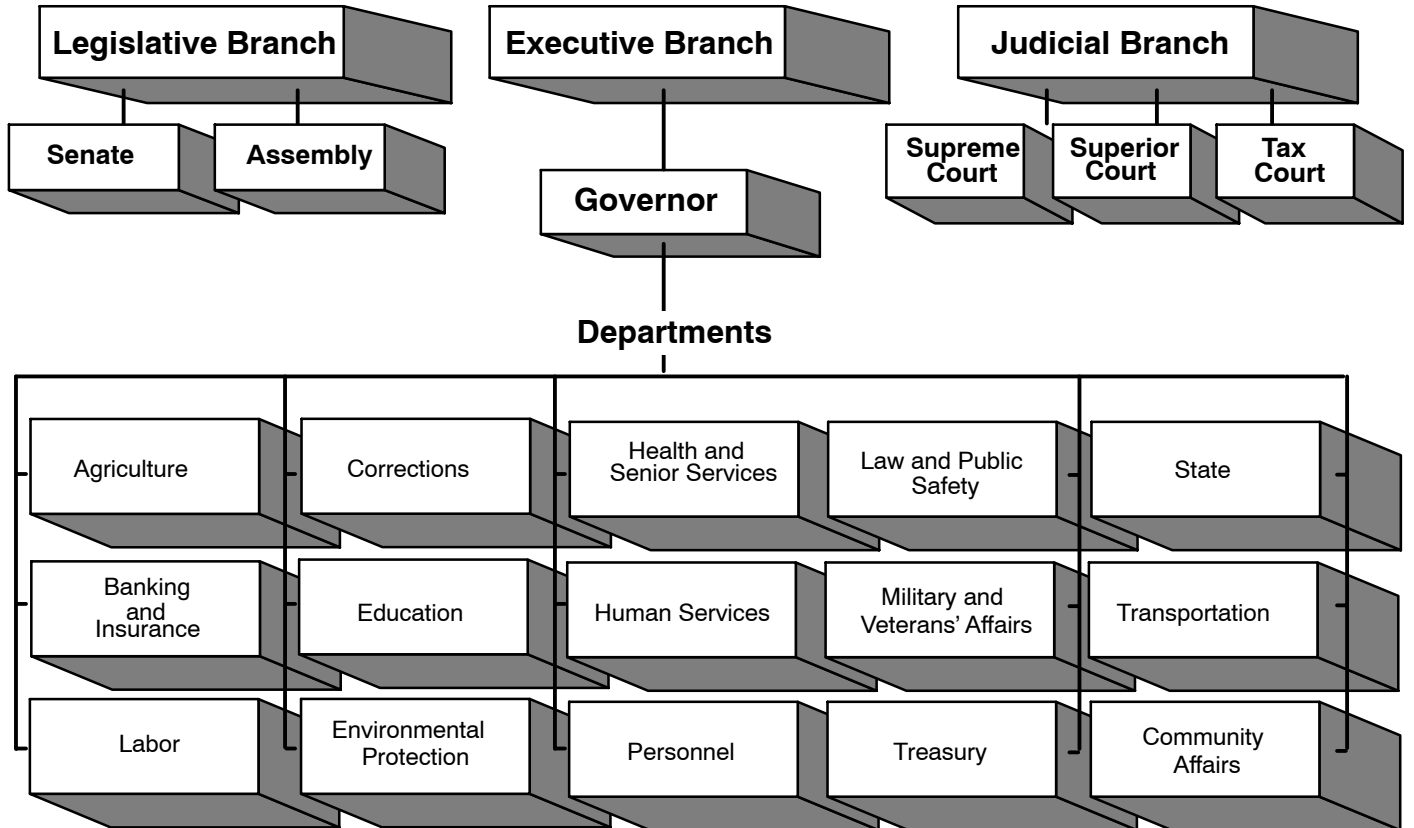 Legislative Branch
Executive Branch
Judicial Branch
Senate
Assembly
Supreme
Court
Superior
Court
Tax
Court
Governor
Departments
Agriculture
Corrections
Health and
Senior Services
Law and Public
Safety
State
Banking
and
Insurance
Education
Human Services
Military and
Veterans’ Affairs
Transportation
Labor
Environmental
Protection
Personnel
Treasury
Community
Affairs